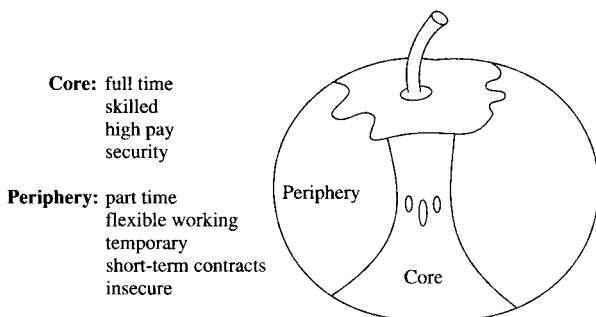 Core: full time
skilled
high pay
security
Periphery: part time
flexible working
temporary
short-term contracts
insecure
Periphery
Core